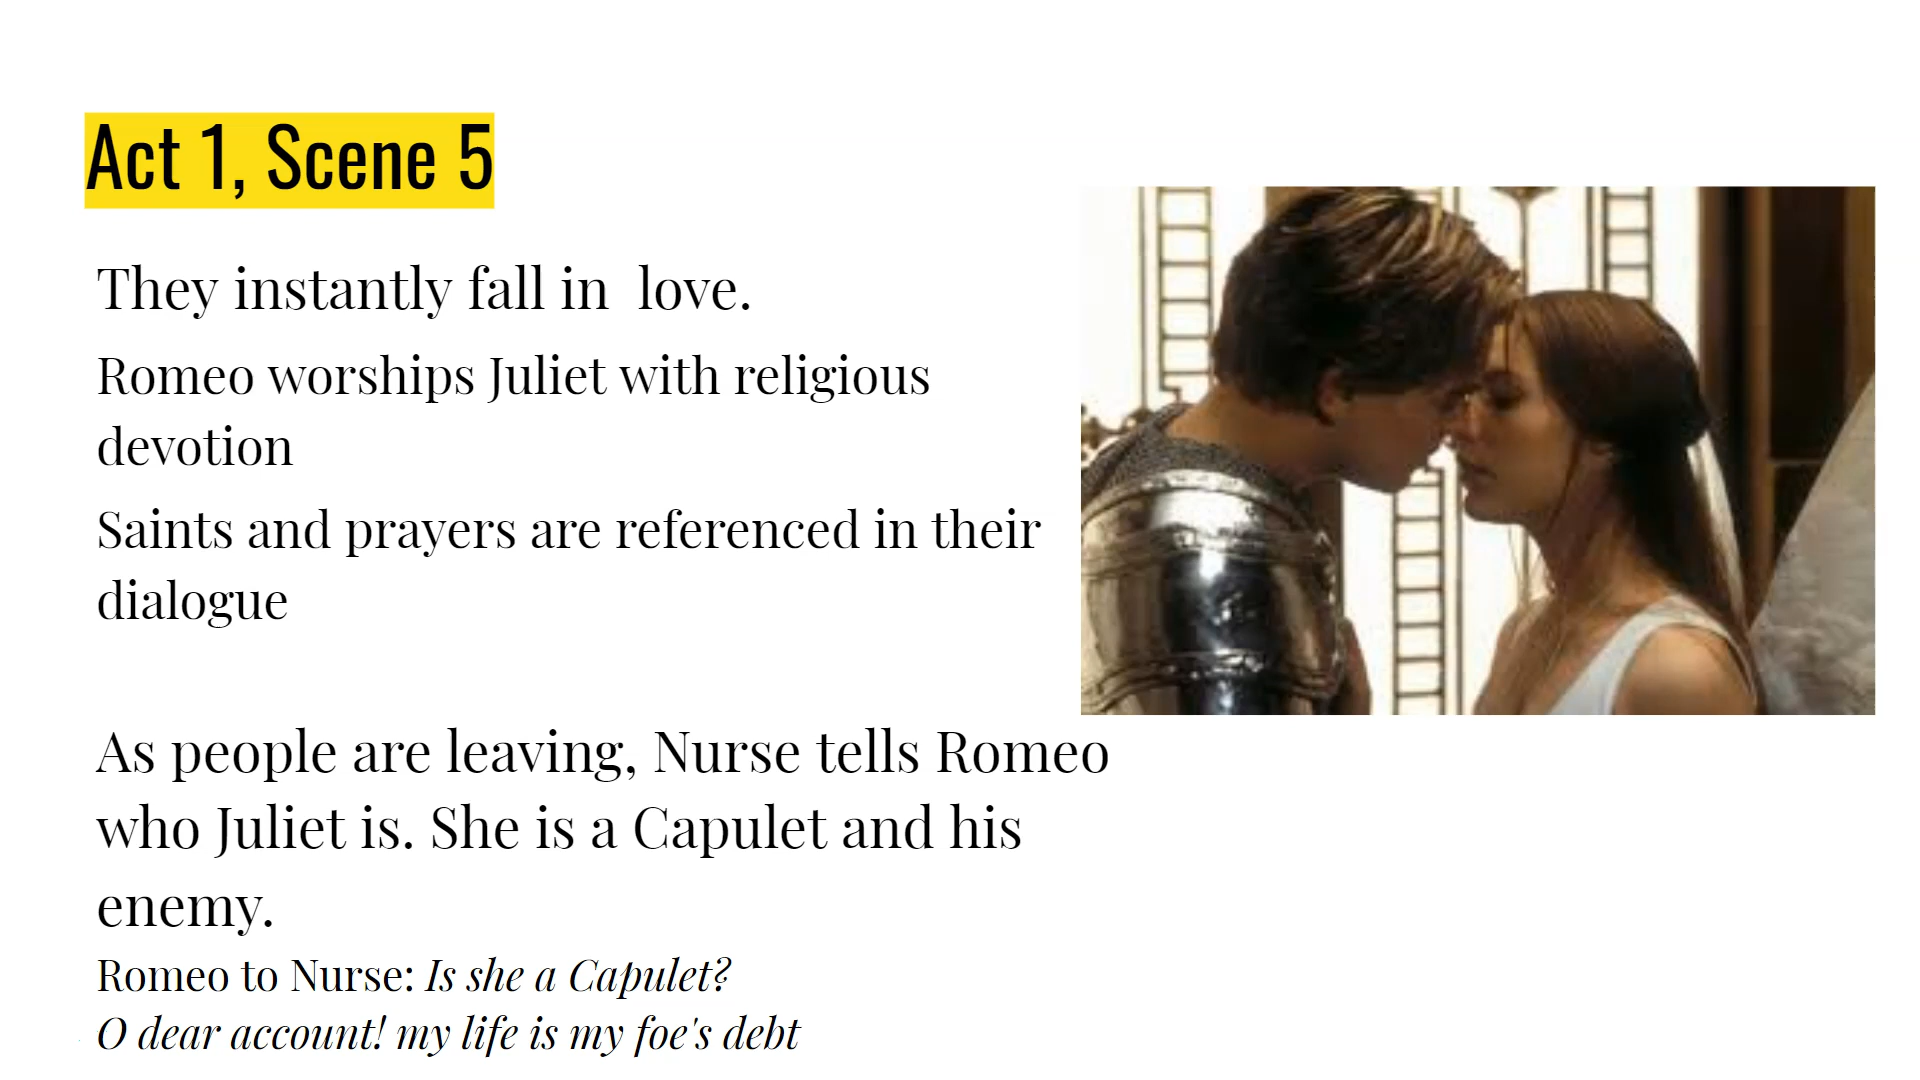 Act 1, Scene 5
They instantly fall in  love.
Romeo worships Juliet with religious
devotion
Saints and prayers are referenced in their
dialogue
As people are leaving, Nurse tells Romeo
who Juliet is. She is a Capulet and his
enemy.
Romeo to Nurse: Is she a Capulet?
O dear account! my life is my foe's debt